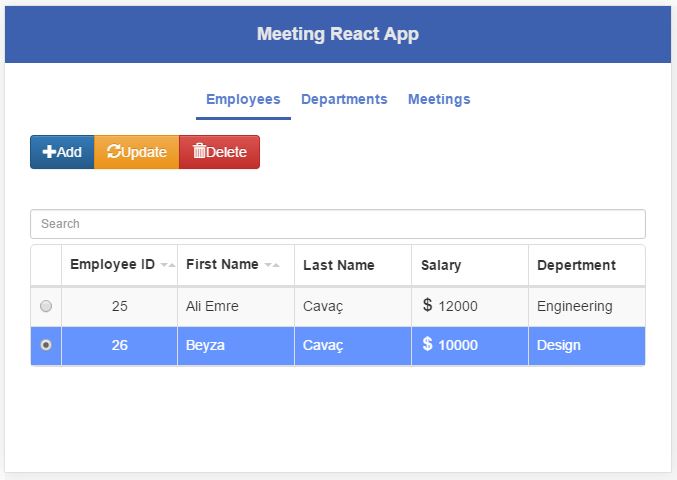 Meeting React App
Employees Departments Meetings
Add Update Delete
Search
Employee ID First Name Last Name Salary Depertment
25 Ali Emre Cavaç $ 12000 Engineering
26 Beyza Cavaç $ 10000 Design